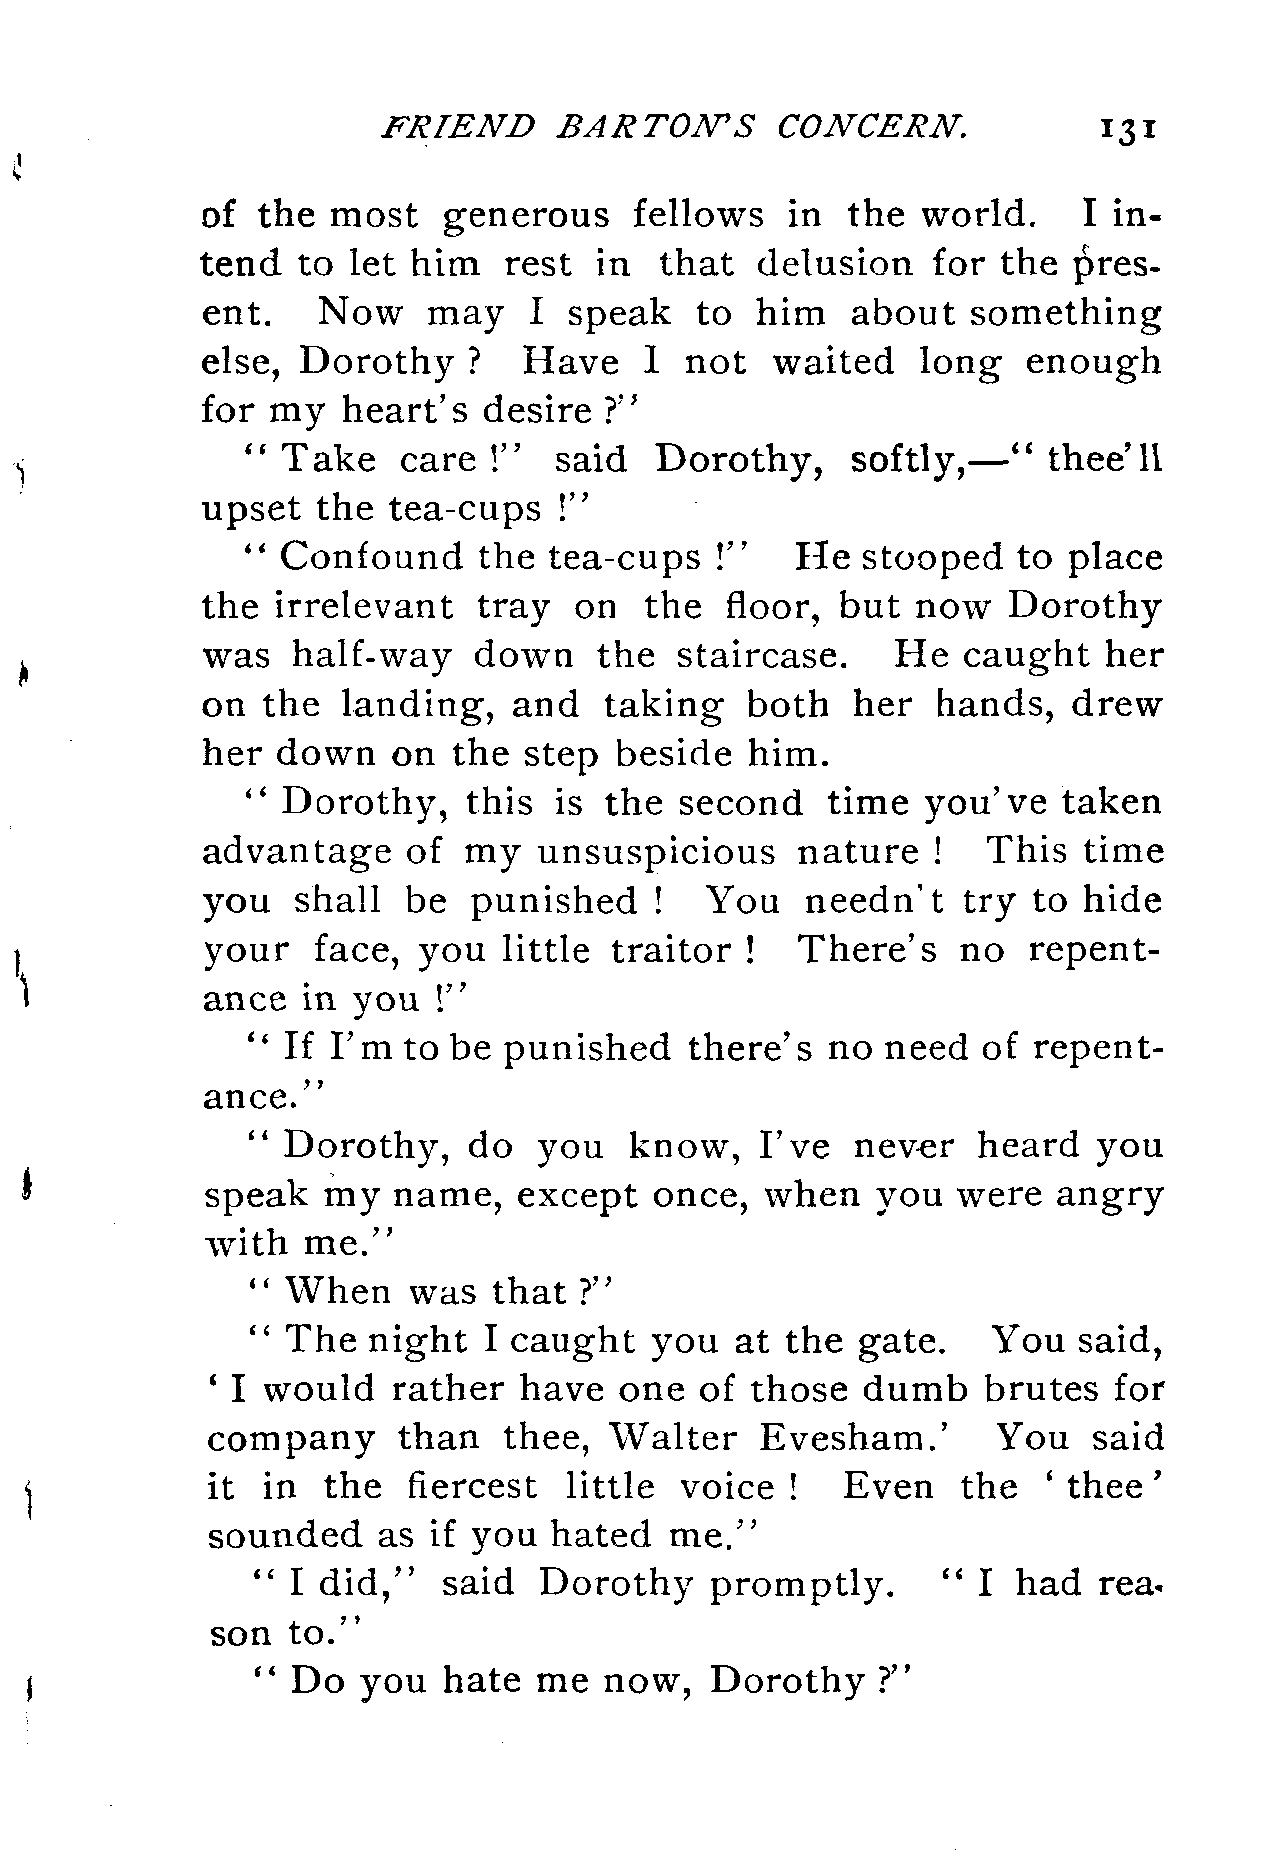 FRIEND BARTON'S CONCERN. 131
of the most generous fellows in the world. I in-
tend to let him rest in that delusion for the pres-
ent. Now may I speak to him about something
else, Dorothy? Have I not waited long enough
for my heart's desire?"
"Take care!" said Dorothy, softly,—"thee'll
upset the tea-cups!"
"Confound the tea-cups!" He stooped to place
the irrelevant tray on the floor, but now Dorothy
was half-way down the staircase. He caught her
on the landing, and taking both her hands, drew
her down on the step beside him.
"Dorothy, this is the second time you've taken
advantage of my unsuspicious nature! This time
you shall be punished! You needn't try to hide
your face, you little traitor! There's no repent-
ance in you!"
"If I'm to be punished there's no need of repent-
ance."
"Dorothy, do you know, I've never heard you
speak my name, except once, when you were angry
with me."
"When was that?"
"The night I caught you at the gate. You said,
'I would rather have one of those dumb brutes for
company than thee, Walter Evesham.' You said
it in the fiercest little voice! Even the 'thee'
sounded as if you hated me."
"I did," said Dorothy promptly. "I had rea-
son to."
"Do you hate me now, Dorothy?"